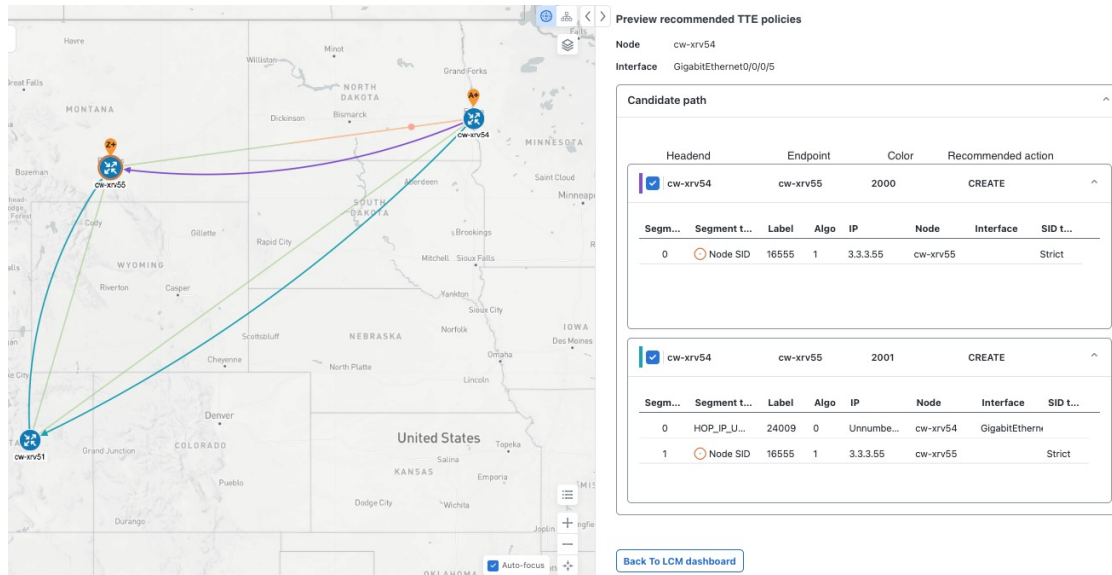 Preview recommended TTE policies
Node cw-xrv54
Interface GigabitEthernet0/0/0/5
Candidate path
Headend Endpoint Color Recommended action
cw-xrv54 cw-xrv55 2000 CREATE
Segm... Segment t... Label Algo IP Node Interface SID t...
0 Node SID 16555 1 3.3.3.55 cw-xrv55 Strict
cw-xrv54 cw-xrv55 2001 CREATE
Segm... Segment t... Label Algo IP Node Interface SID t...
0 HOP_IP_U... 24009 0 Unnumbe... cw-xrv54 GigabitEtherne
1 Node SID 16555 1 3.3.3.55 cw-xrv55 Strict
Back To LCM dashboard
Havre
Minot
Williston
Falls
Great Falls
Grand Forks
NORTH
DAKOTA
MONTANA
Dickinson
Bismarck
A+
cw-xrv54
MINNESOTA
Z+
cw-xrv55
Bozeman
Aberdeen
Saint Cloud
Minneap
SOUTH
DAKOTA
Forest
Cody
Gillette
Rapid City
Brookings
WYOMING
Mitchell
Sioux Falls
Riverton
Casper
Yankton
Sioux City
Scottsbluff
NEBRASKA
Norfolk
IOWA
Des Moines
Cheyenne
North Platte
Omaha
Lincoln
Denver
United States
Topeka
cw-xrv51
Grand Junction
COLORADO
Salina
KANSAS
Emporia
Pueblo
Dodge City
Wichita
Durango
Joplin
Auto-focus
OKLAHOMA